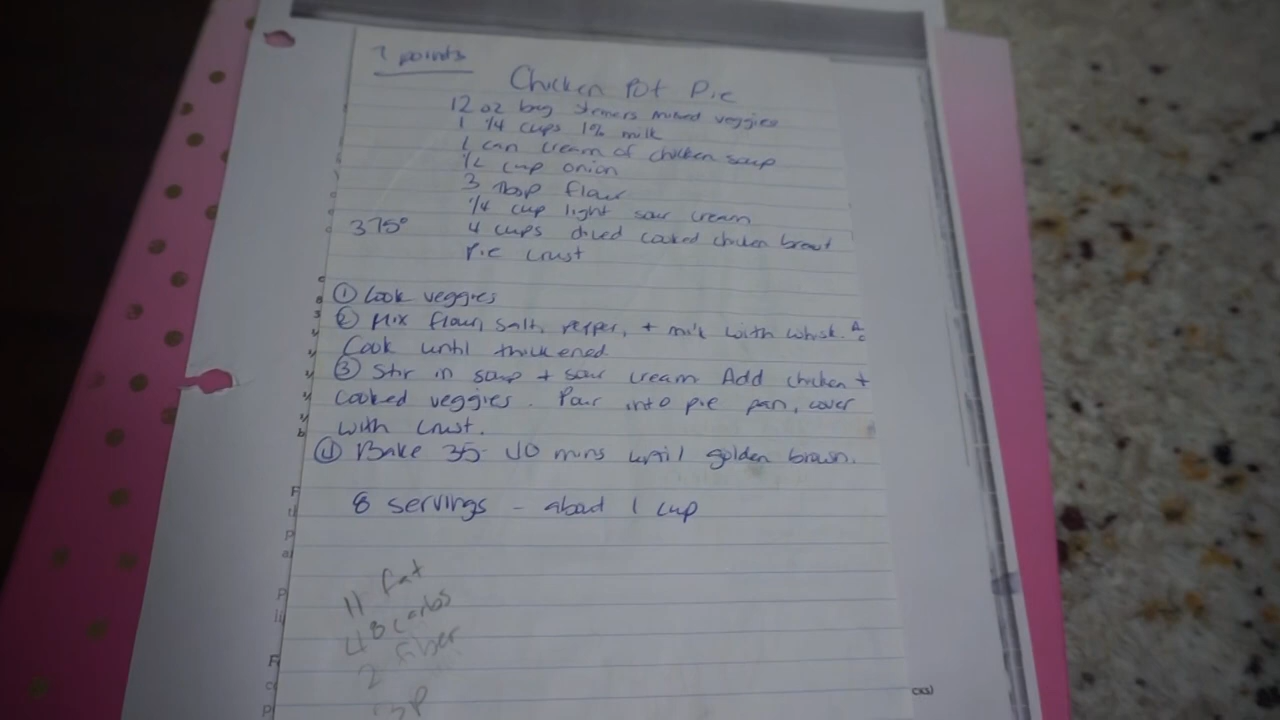 7 points
Chicken Pot Pie
12 oz bag steamers mixed veggies
1 1/4 cups 1% milk
1 can cream of chicken soup
1/2 cup onion
3 Tbsp flour
1/4 cup light sour cream
375° 4 cups diced cooked chicken breast
Pie crust
① Cook veggies
② Mix flour, salt, pepper, + milk with whisk.
Cook until thickened.
③ Stir in soup + sour cream Add chicken +
cooked veggies. Pour into pie pan, cover
with crust.
④ Bake 35-40 mins until golden brown.
8 servings - about 1 cup
11 fat
48 carbs
2 fiber